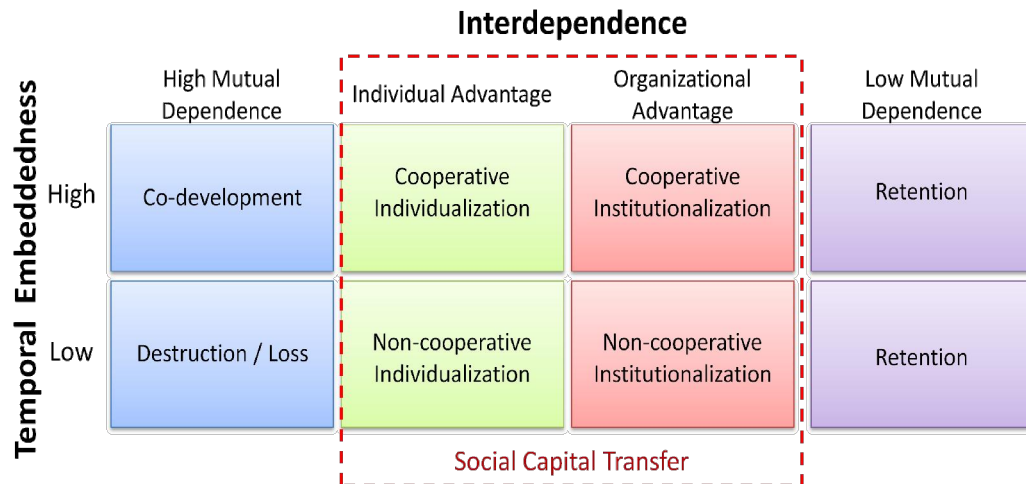 Interdependence
High Mutual
Dependence
Individual Advantage
Organizational
Advantage
Low Mutual
Dependence
Temporal Embeddedness
High
Co-development
Cooperative
Individualization
Cooperative
Institutionalization
Retention
Low
Destruction / Loss
Non-cooperative
Individualization
Non-cooperative
Institutionalization
Retention
Social Capital Transfer